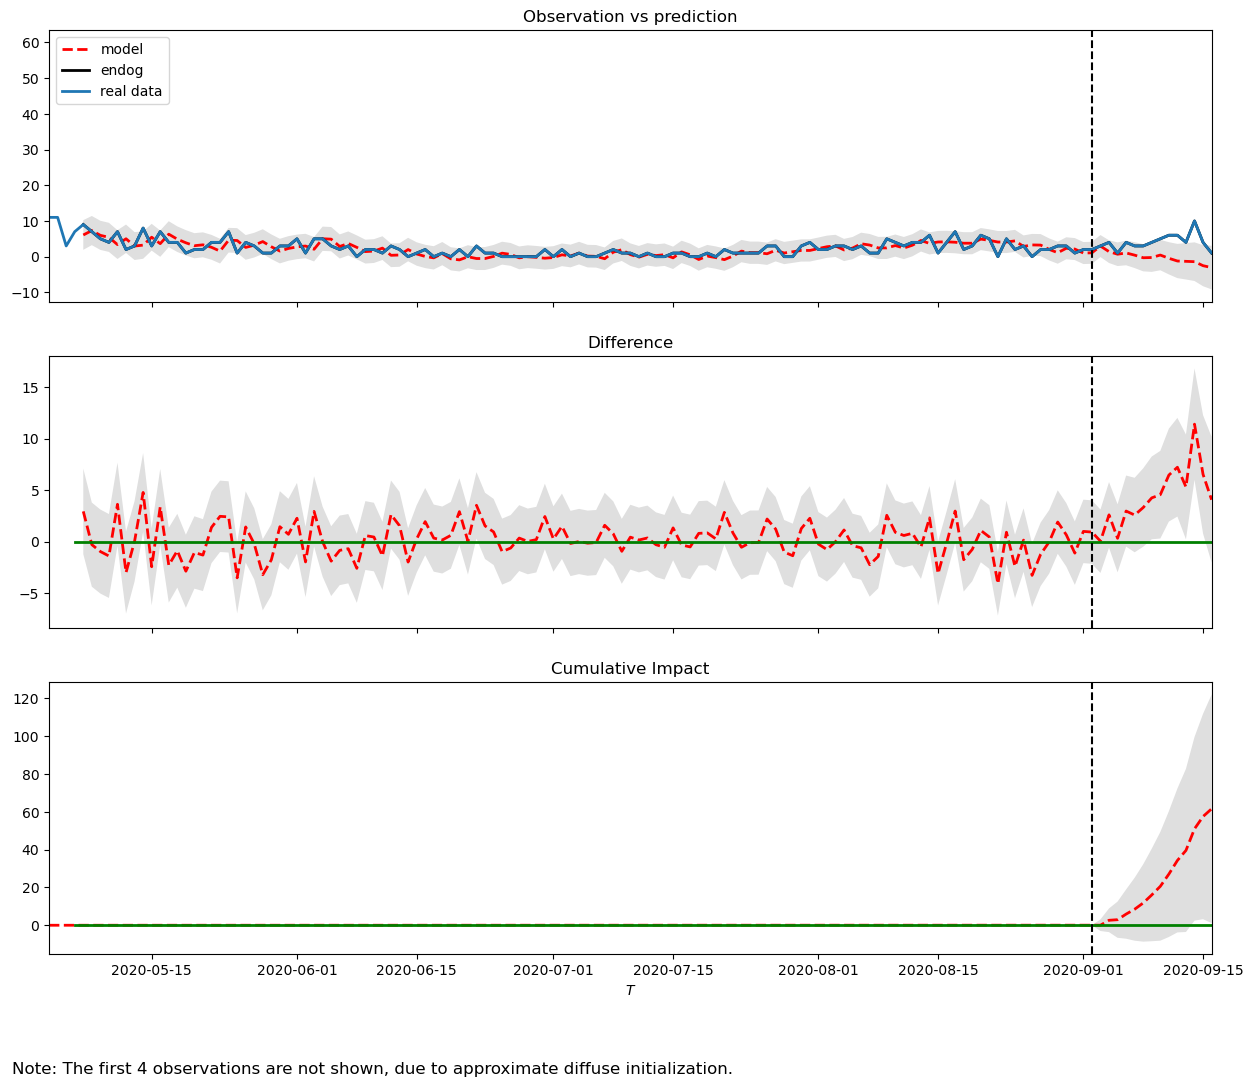 Observation vs prediction
60
50
40
30
20
10
0
−10
model
endog
real data
Difference
15
10
5
0
−5
Cumulative Impact
120
100
80
60
40
20
0
2020-05-15 2020-06-01 2020-06-15 2020-07-01 2020-07-15 2020-08-01 2020-08-15 2020-09-01 2020-09-15
T
Note: The first 4 observations are not shown, due to approximate diffuse initialization.